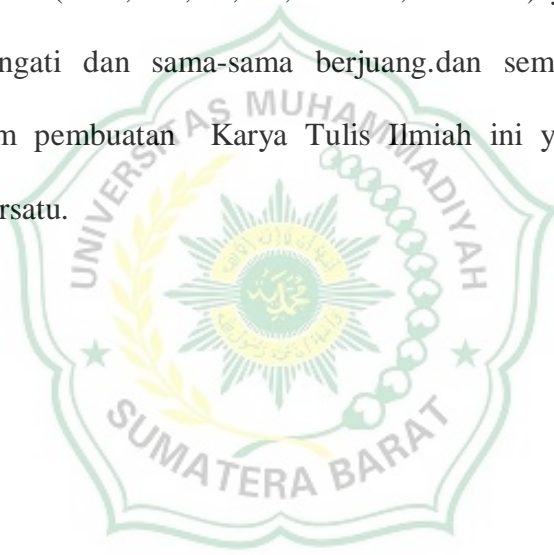 ngati dan sama-sama berjuang.dan sem
m pembuatan Karya Tulis Ilmiah ini y
rsatu.
UNIVERSITAS MUHAMMADIYAH
SUMATERA BARAT